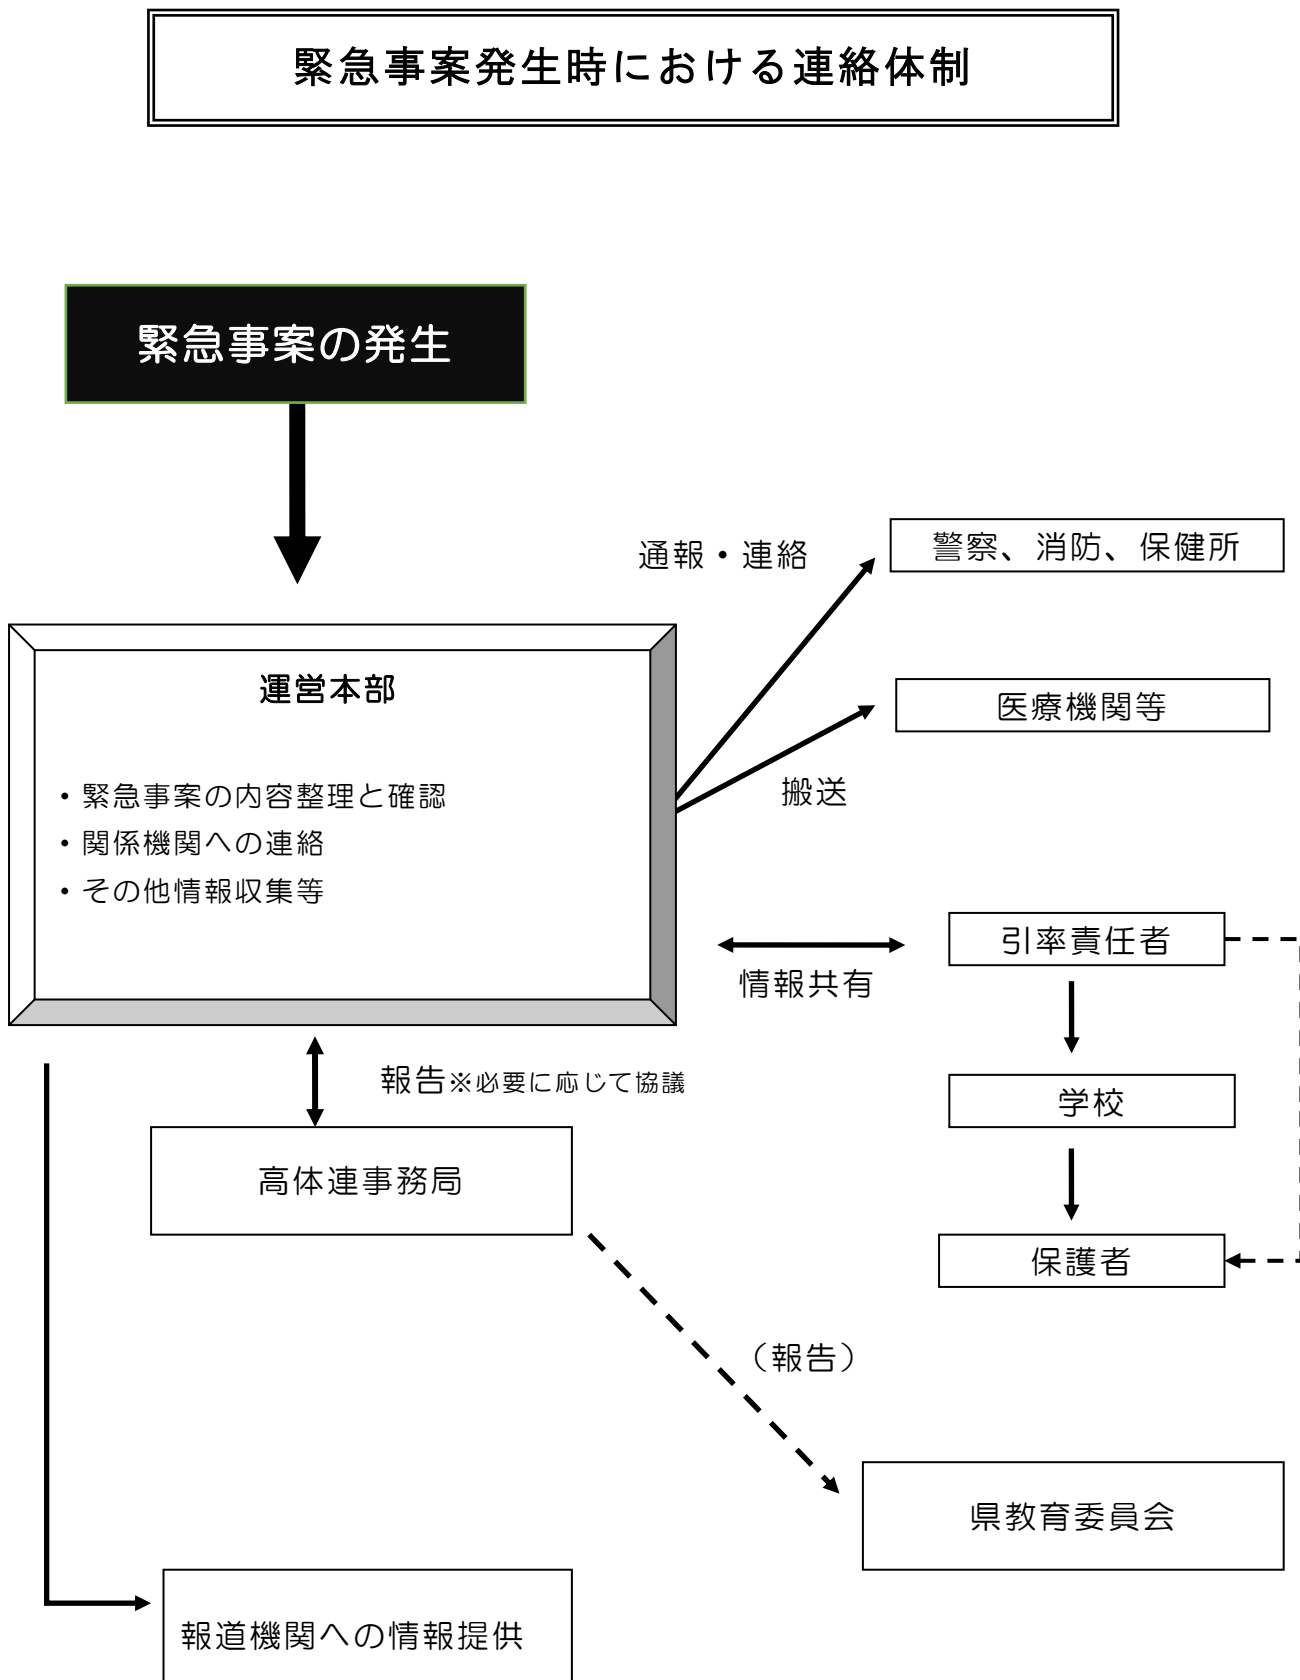 緊急事案発生時における連絡体制
緊急事案の発生
通報・連絡
警察、消防、保健所
運営本部
医療機関等
搬送
・緊急事案の内容整理と確認
・関係機関への連絡
・その他情報収集等
引率責任者
情報共有
報告※必要に応じて協議
学校
高体連事務局
保護者
（報告）
県教育委員会
報道機関への情報提供